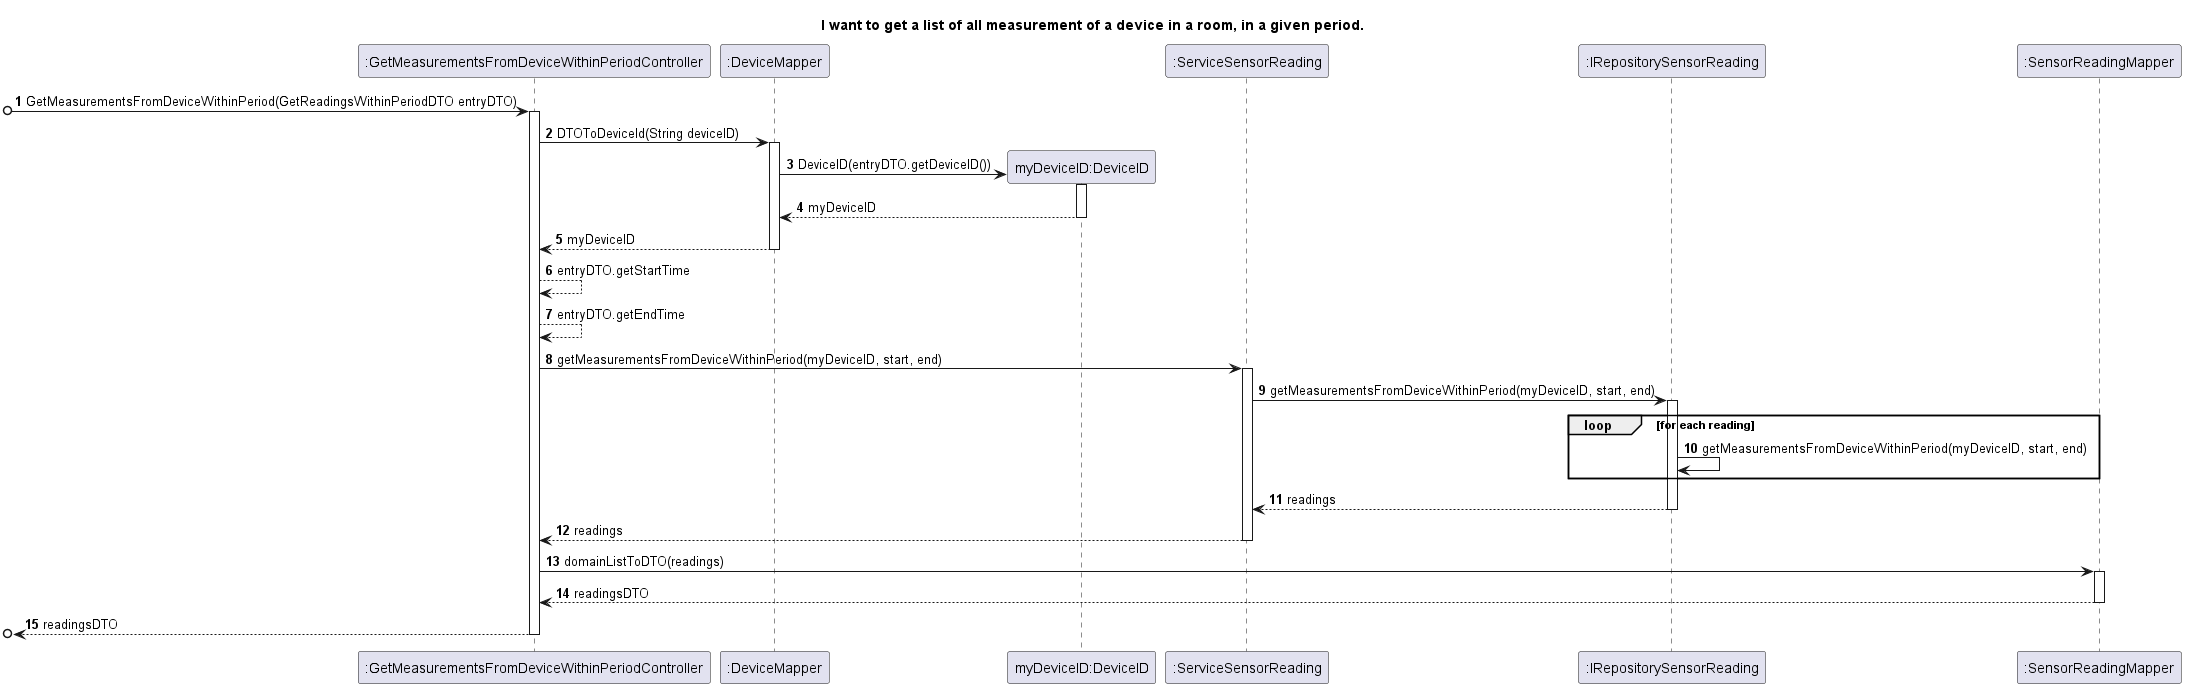 I want to get a list of all measurement of a device in a room, in a given period.
:GetMeasurementsFromDeviceWithinPeriodController
:DeviceMapper
:ServiceSensorReading
:IRepositorySensorReading
:SensorReadingMapper
1 GetMeasurementsFromDeviceWithinPeriod(GetReadingsWithinPeriodDTO entryDTO)
2 DTOToDeviceId(String deviceID)
3 DeviceID(entryDTO.getDeviceID())
myDeviceID:DeviceID
4 myDeviceID
5 myDeviceID
6 entryDTO.getStartTime
7 entryDTO.getEndTime
8 getMeasurementsFromDeviceWithinPeriod(myDeviceID, start, end)
9 getMeasurementsFromDeviceWithinPeriod(myDeviceID, start, end)
loop [for each reading]
10 getMeasurementsFromDeviceWithinPeriod(myDeviceID, start, end)
11 readings
12 readings
13 domainListToDTO(readings)
14 readingsDTO
15 readingsDTO
:GetMeasurementsFromDeviceWithinPeriodController
:DeviceMapper
myDeviceID:DeviceID
:ServiceSensorReading
:IRepositorySensorReading
:SensorReadingMapper